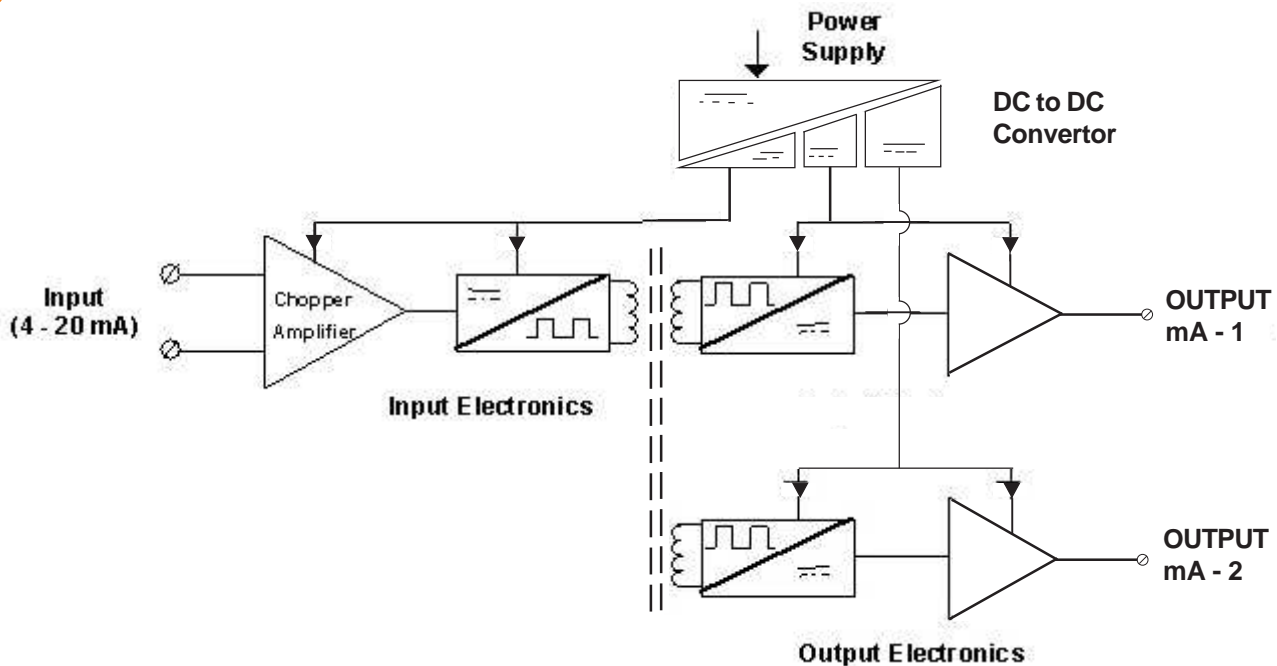 Power
Supply
DC to DC
Convertor
Input
(4 - 20 mA)
Chopper
Amplifier
OUTPUT
mA - 1
Input Electronics
OUTPUT
mA - 2
Output Electronics